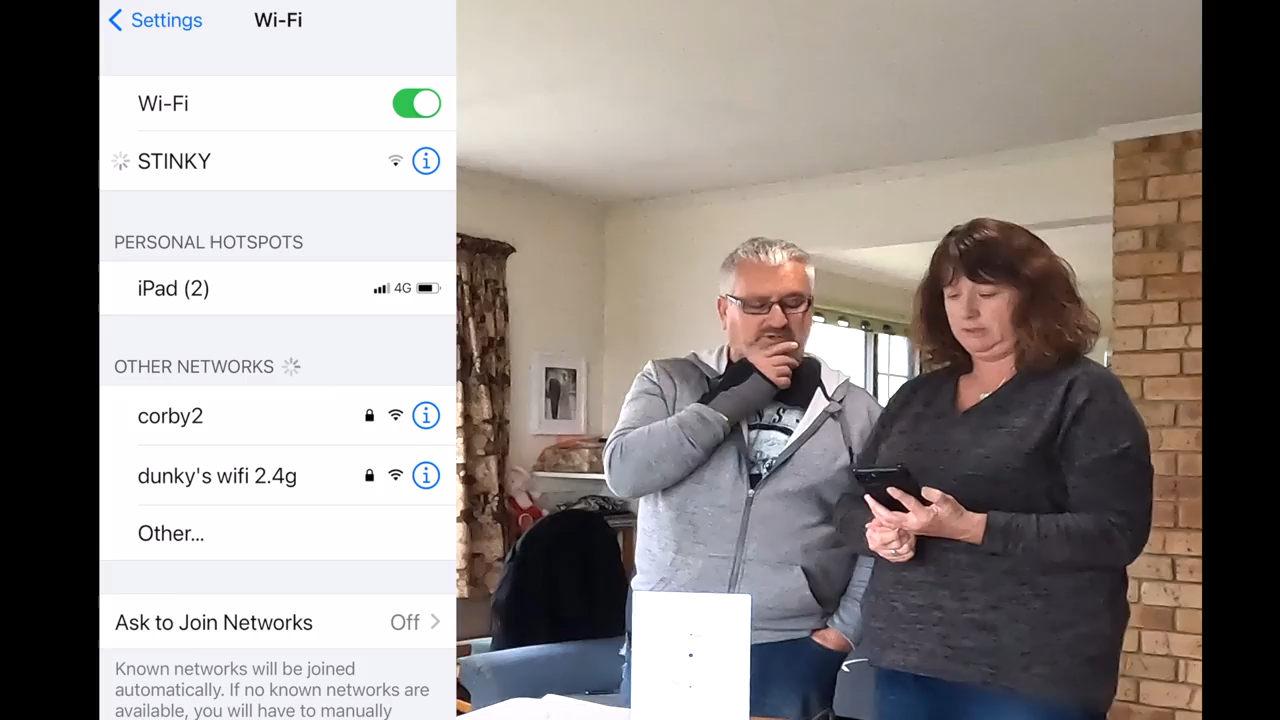 Settings
Wi-Fi
Wi-Fi
STINKY
PERSONAL HOTSPOTS
iPad (2)
4G
OTHER NETWORKS
corby2
dunky's wifi 2.4g
Other...
Ask to Join Networks
Off
Known networks will be joined
automatically. If no known networks are
available, you will have to manually